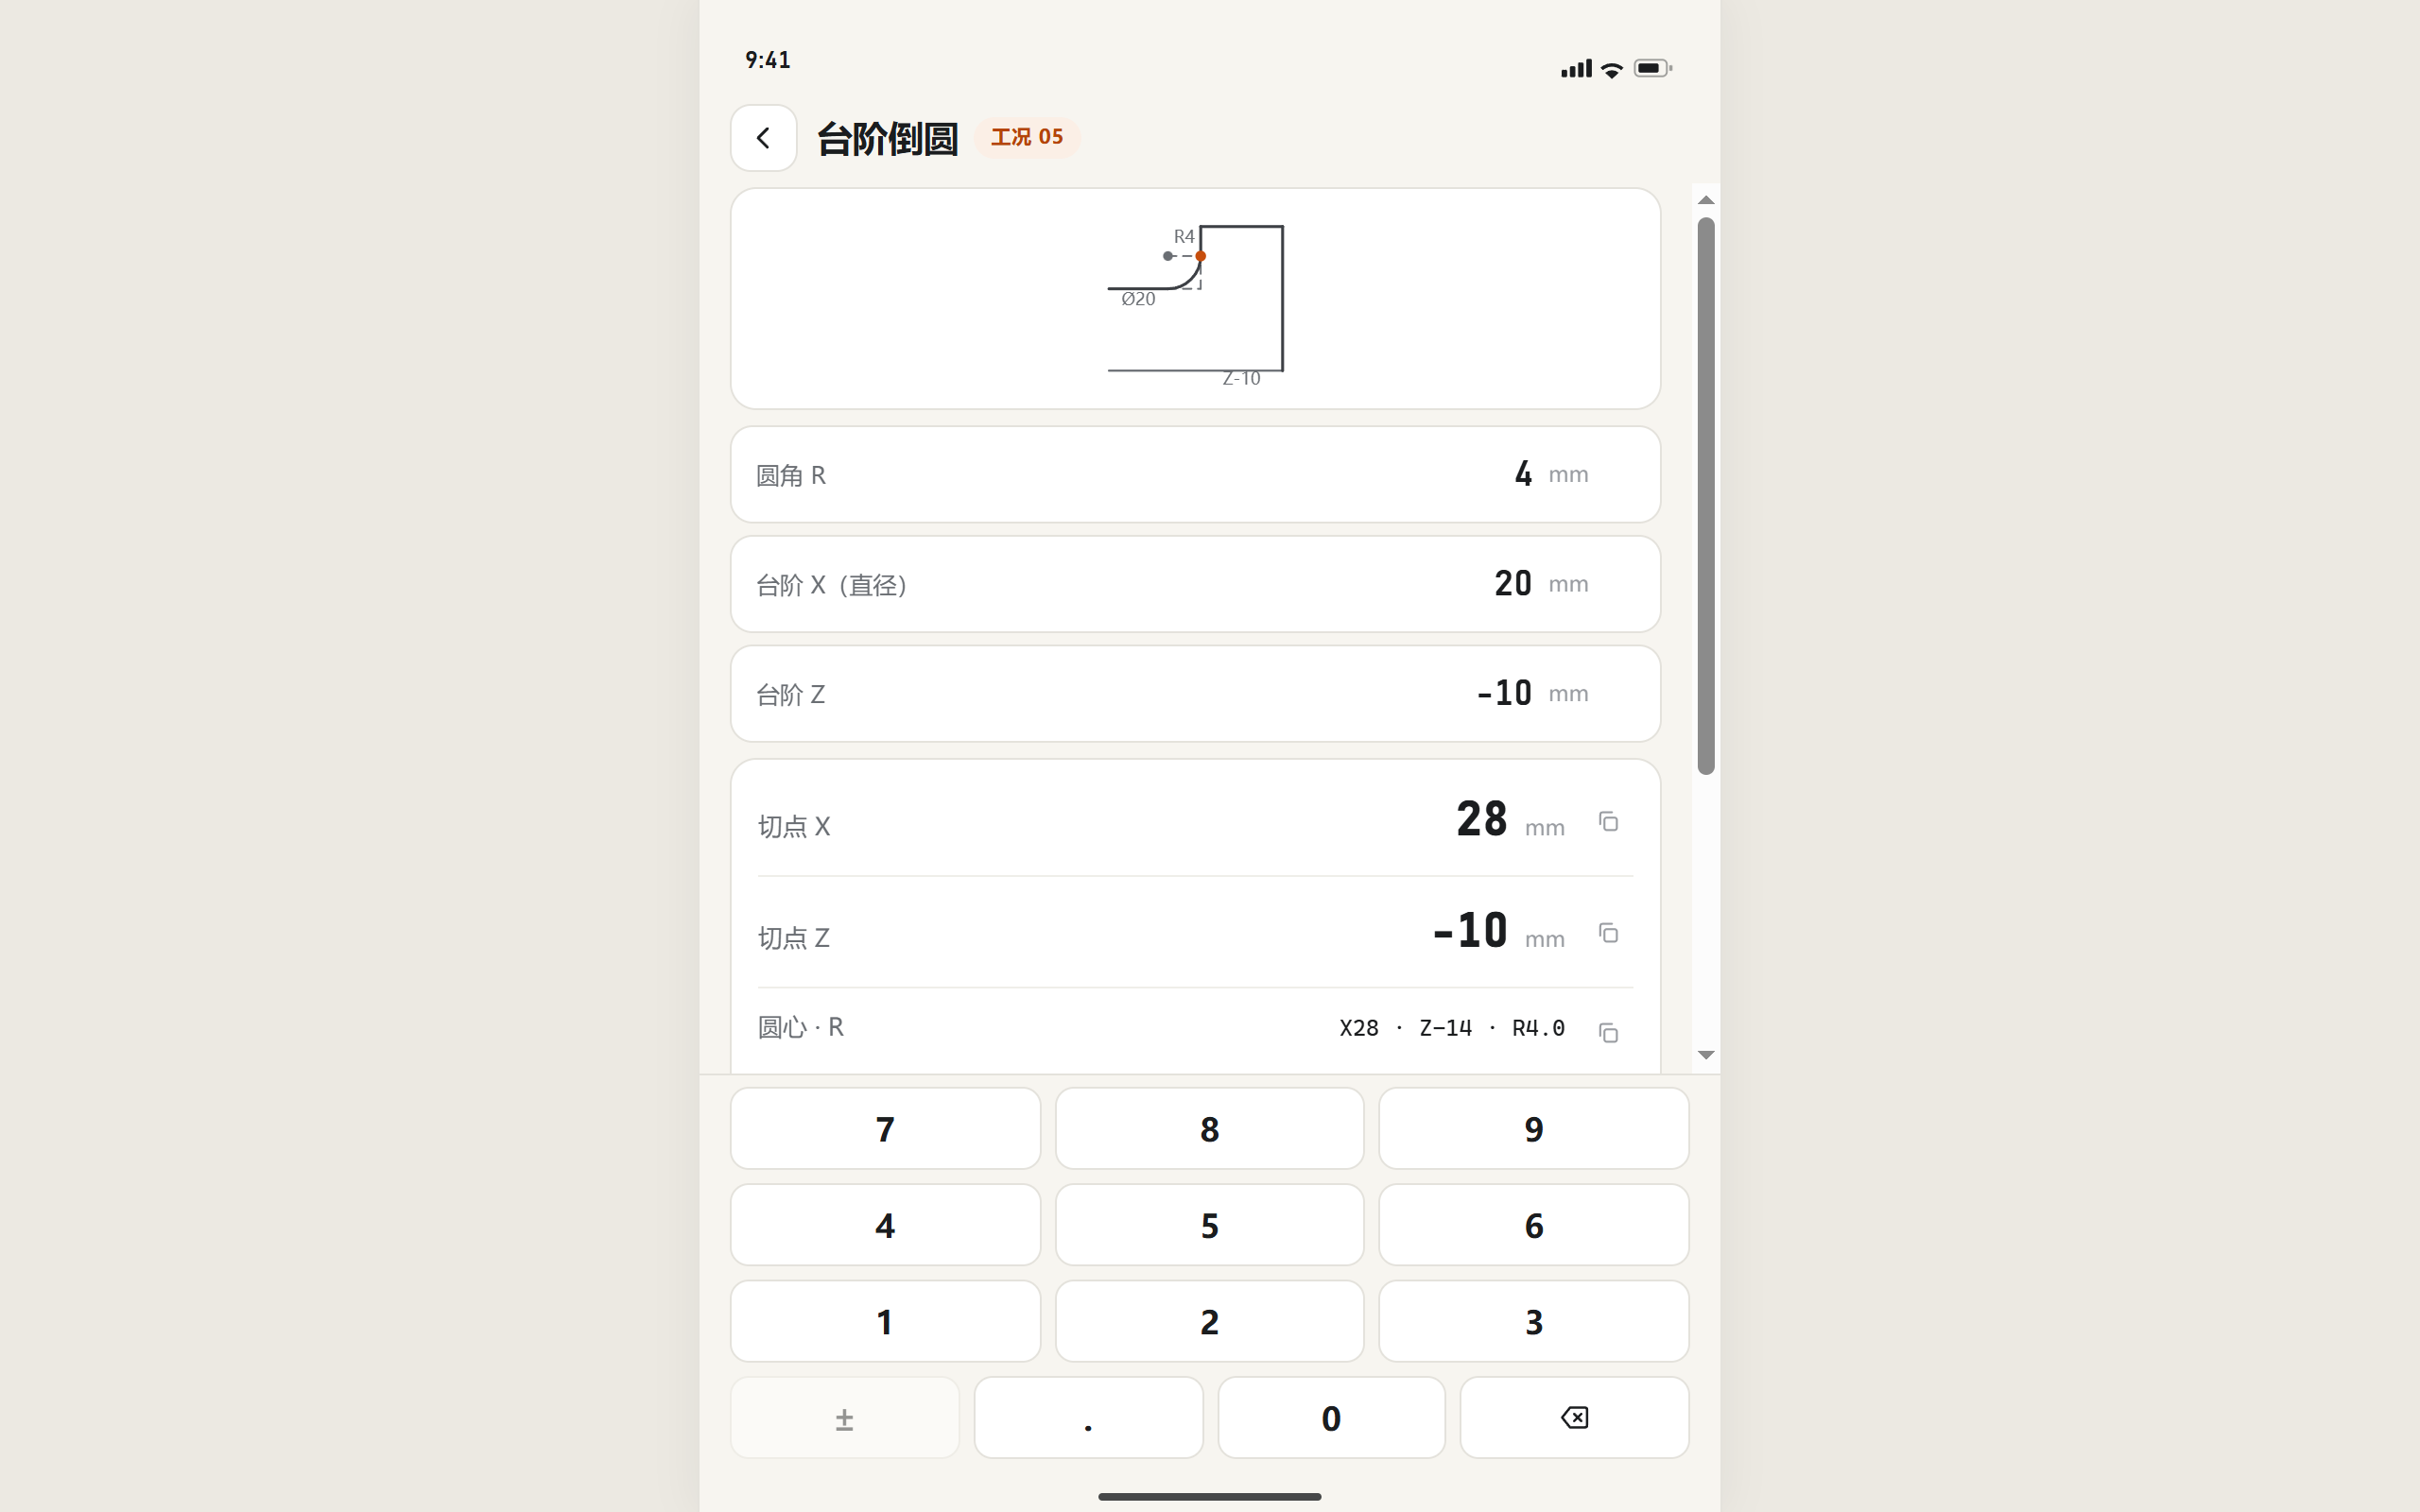 9:41
台阶倒圆 工况 05
R4
Ø20
Z-10
圆角 R 4 mm
台阶 X（直径） 20 mm
台阶 Z -10 mm
切点 X 28 mm
切点 Z -10 mm
圆心 · R X28 · Z-14 · R4.0
7 8 9
4 5 6
1 2 3
± . 0